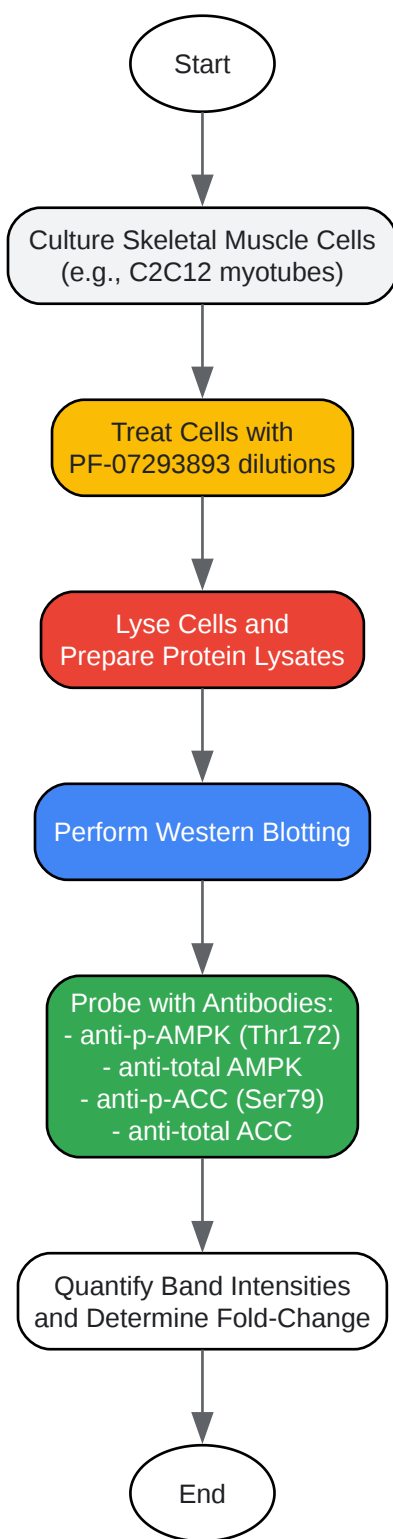 Start
Culture Skeletal Muscle Cells
(e.g., C2C12 myotubes)
Treat Cells with
PF-07293893 dilutions
Lyse Cells and
Prepare Protein Lysates
Perform Western Blotting
Probe with Antibodies:
- anti-p-AMPK (Thr172)
- anti-total AMPK
- anti-p-ACC (Ser79)
- anti-total ACC
Quantify Band Intensities
and Determine Fold-Change
End